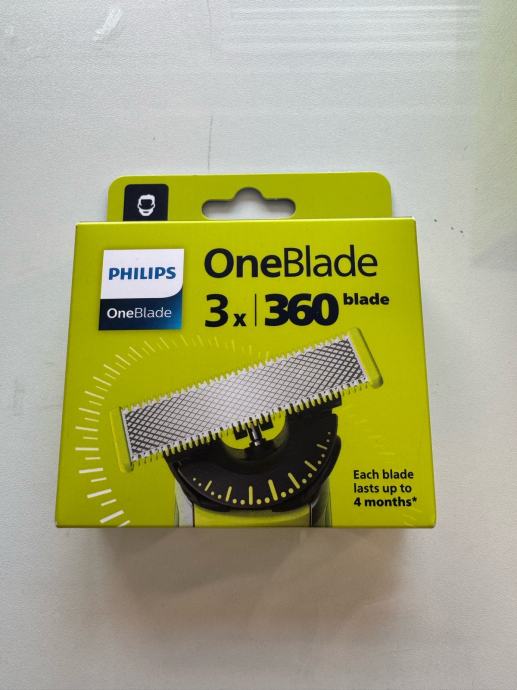 PHILIPS
OneBlade
OneBlade
3x | 360 blade
Each blade
lasts up to
4 months*